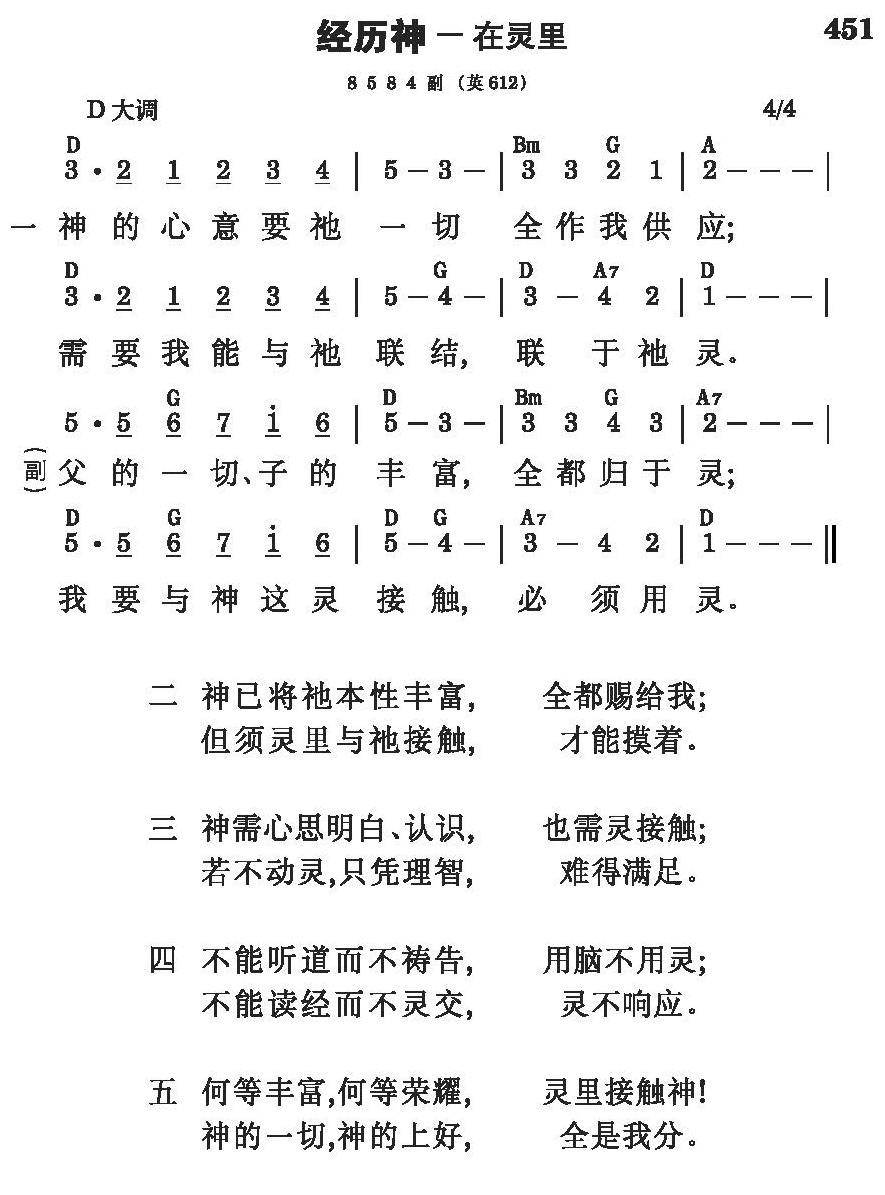 经历神－在灵里 451
8 5 8 4 副 （英 612）
D 大调 4/4
D Bm G A
3 · 2 1 2 3 4 | 5 — 3 — | 3 3 2 1 | 2 — — — |
一 神的心意要祂一切 全作我供应;
D G D A7 D
3 · 2 1 2 3 4 | 5 — 4 — | 3 — 4 2 | 1 — — — |
需要我能与祂联结, 联于祂灵。
G D Bm G A7
5 · 5 6 7 i 6 | 5 — 3 — | 3 3 4 3 | 2 — — — |
(副) 父的一切、子的丰富, 全都归于灵;
D G D G A7 D
5 · 5 6 7 i 6 | 5 — 4 — | 3 — 4 2 | 1 — — — ‖
我要与神这灵接触, 必须用灵。
二 神已将祂本性丰富, 全都赐给我;
但须灵里与祂接触, 才能摸着。
三 神需心思明白、认识, 也需灵接触;
若不动灵,只凭理智, 难得满足。
四 不能听道而不祷告, 用脑不用灵;
不能读经而不灵交, 灵不响应。
五 何等丰富,何等荣耀, 灵里接触神!
神的一切,神的上好, 全是我分。